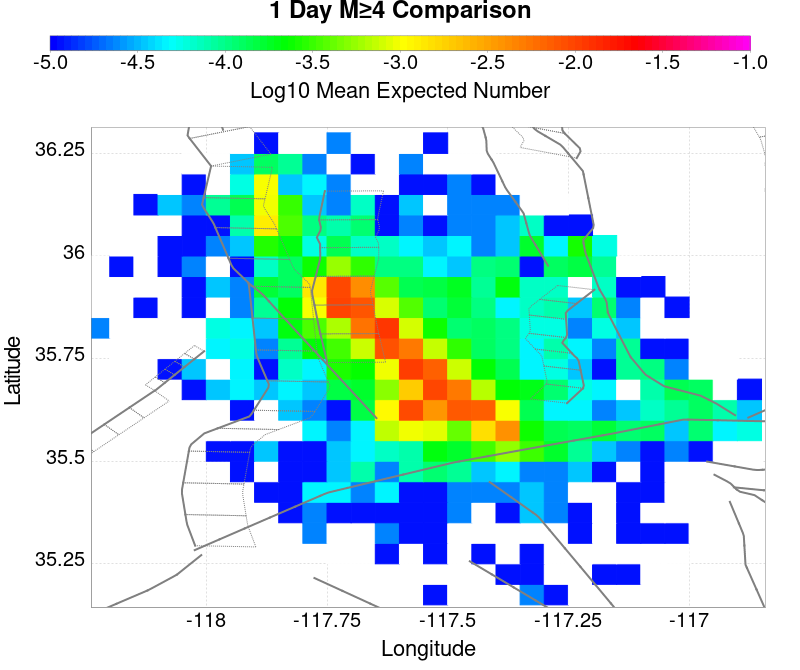 1 Day M≥4 Comparison
-5.0 -4.5 -4.0 -3.5 -3.0 -2.5 -2.0 -1.5 -1.0
Log10 Mean Expected Number
36.25
36
35.75
35.5
35.25
Latitude
-118 -117.75 -117.5 -117.25 -117
Longitude